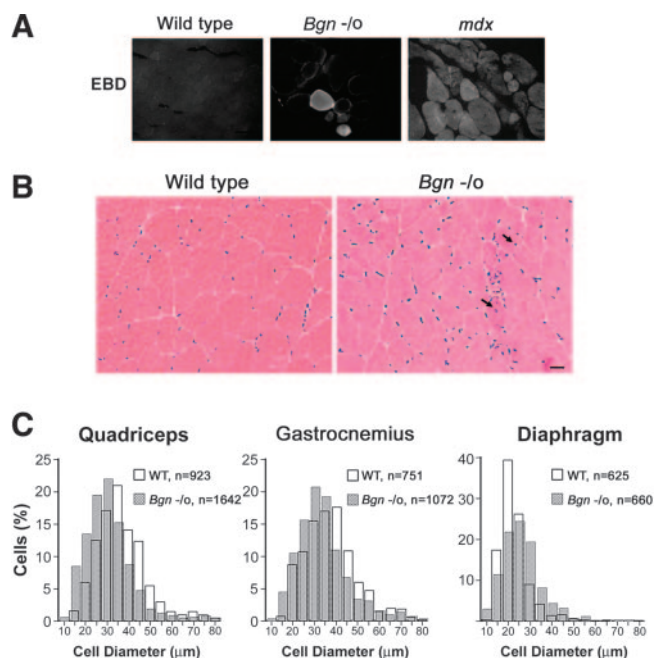 A
Wild type
Bgn -/o
mdx
EBD
B
Wild type
Bgn -/o
C
Quadriceps
Gastrocnemius
Diaphragm
Cells (%)
25
20
15
10
5
0
WT, n=923
Bgn -/o, n=1642
25
20
15
10
5
0
WT, n=751
Bgn -/o, n=1072
40
30
20
10
WT, n=625
Bgn -/o, n=660
10 20 30 40 50 60 70 80
10 20 30 40 50 60 70 80
10 20 30 40 50 60 70 80
Cell Diameter (µm)
Cell Diameter (µm)
Cell Diameter (µm)